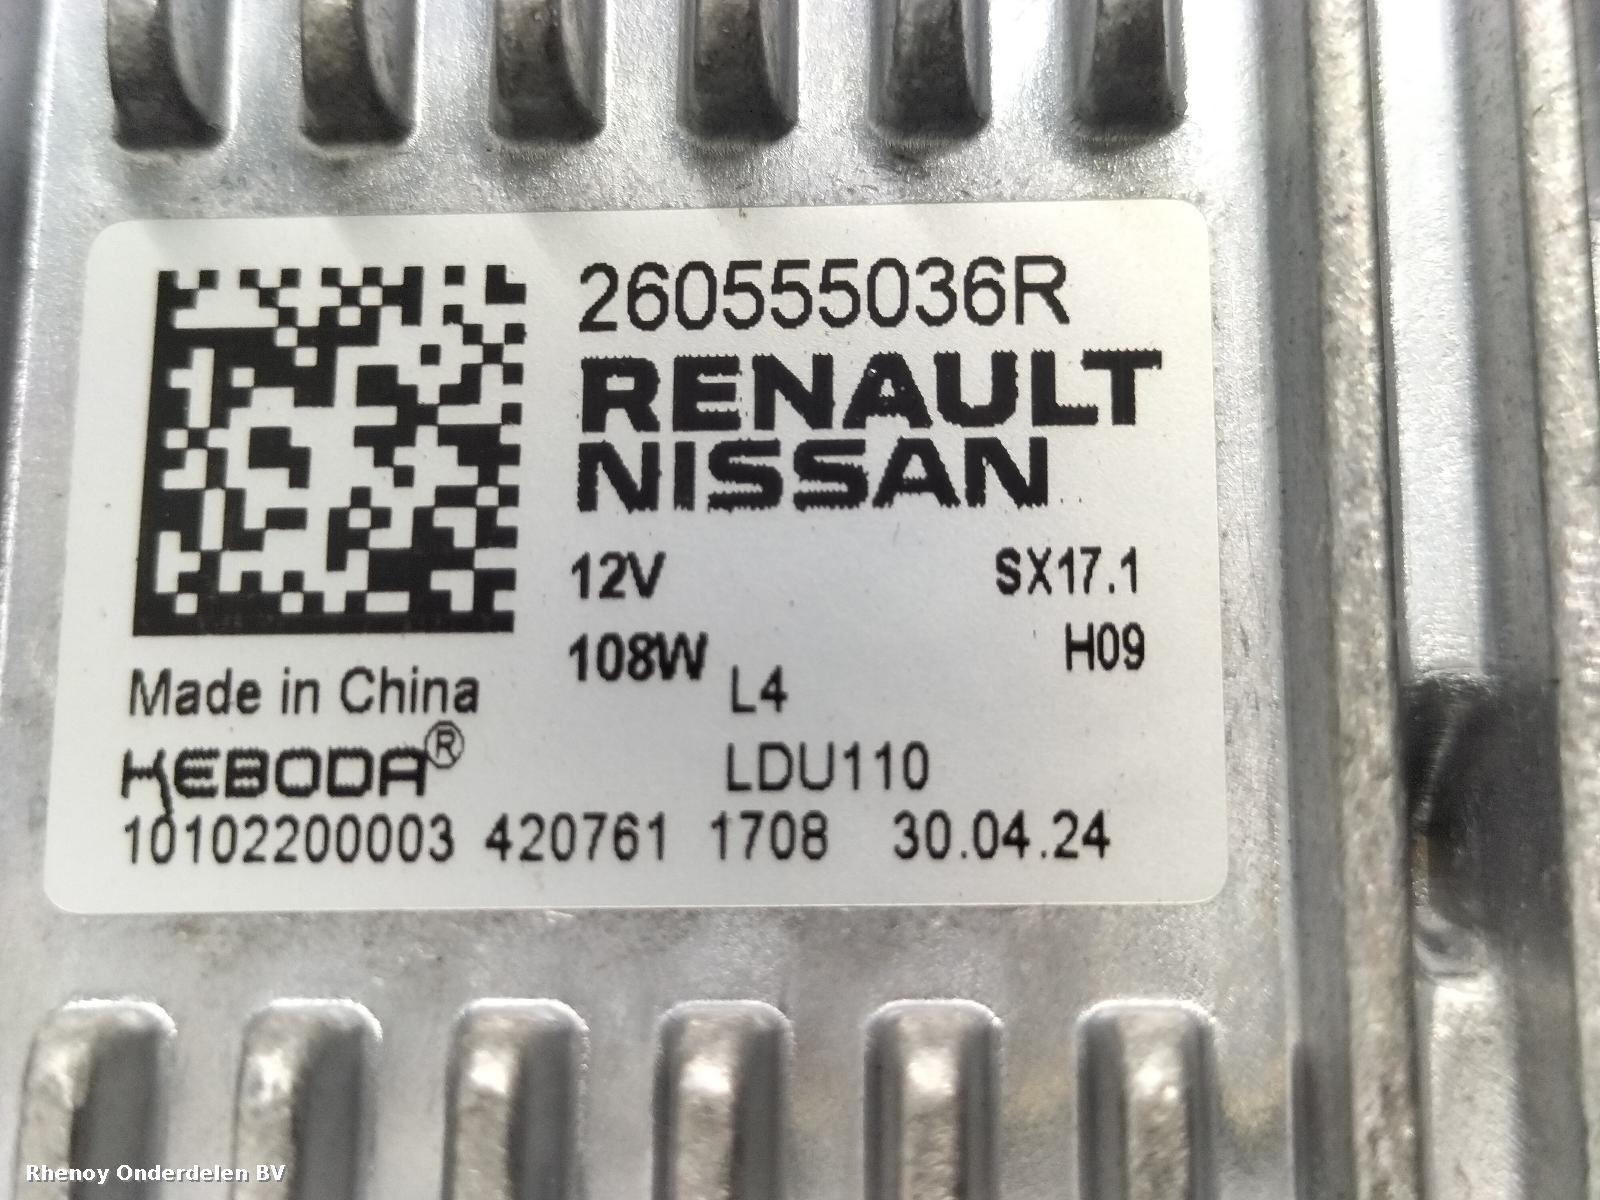 260555036R
RENAULT
NISSAN
12V SX17.1
108W H09
L4
Made in China
KEBODA®
LDU110
10102200003 420761 1708 30.04.24
Rhenoy Onderdelen BV